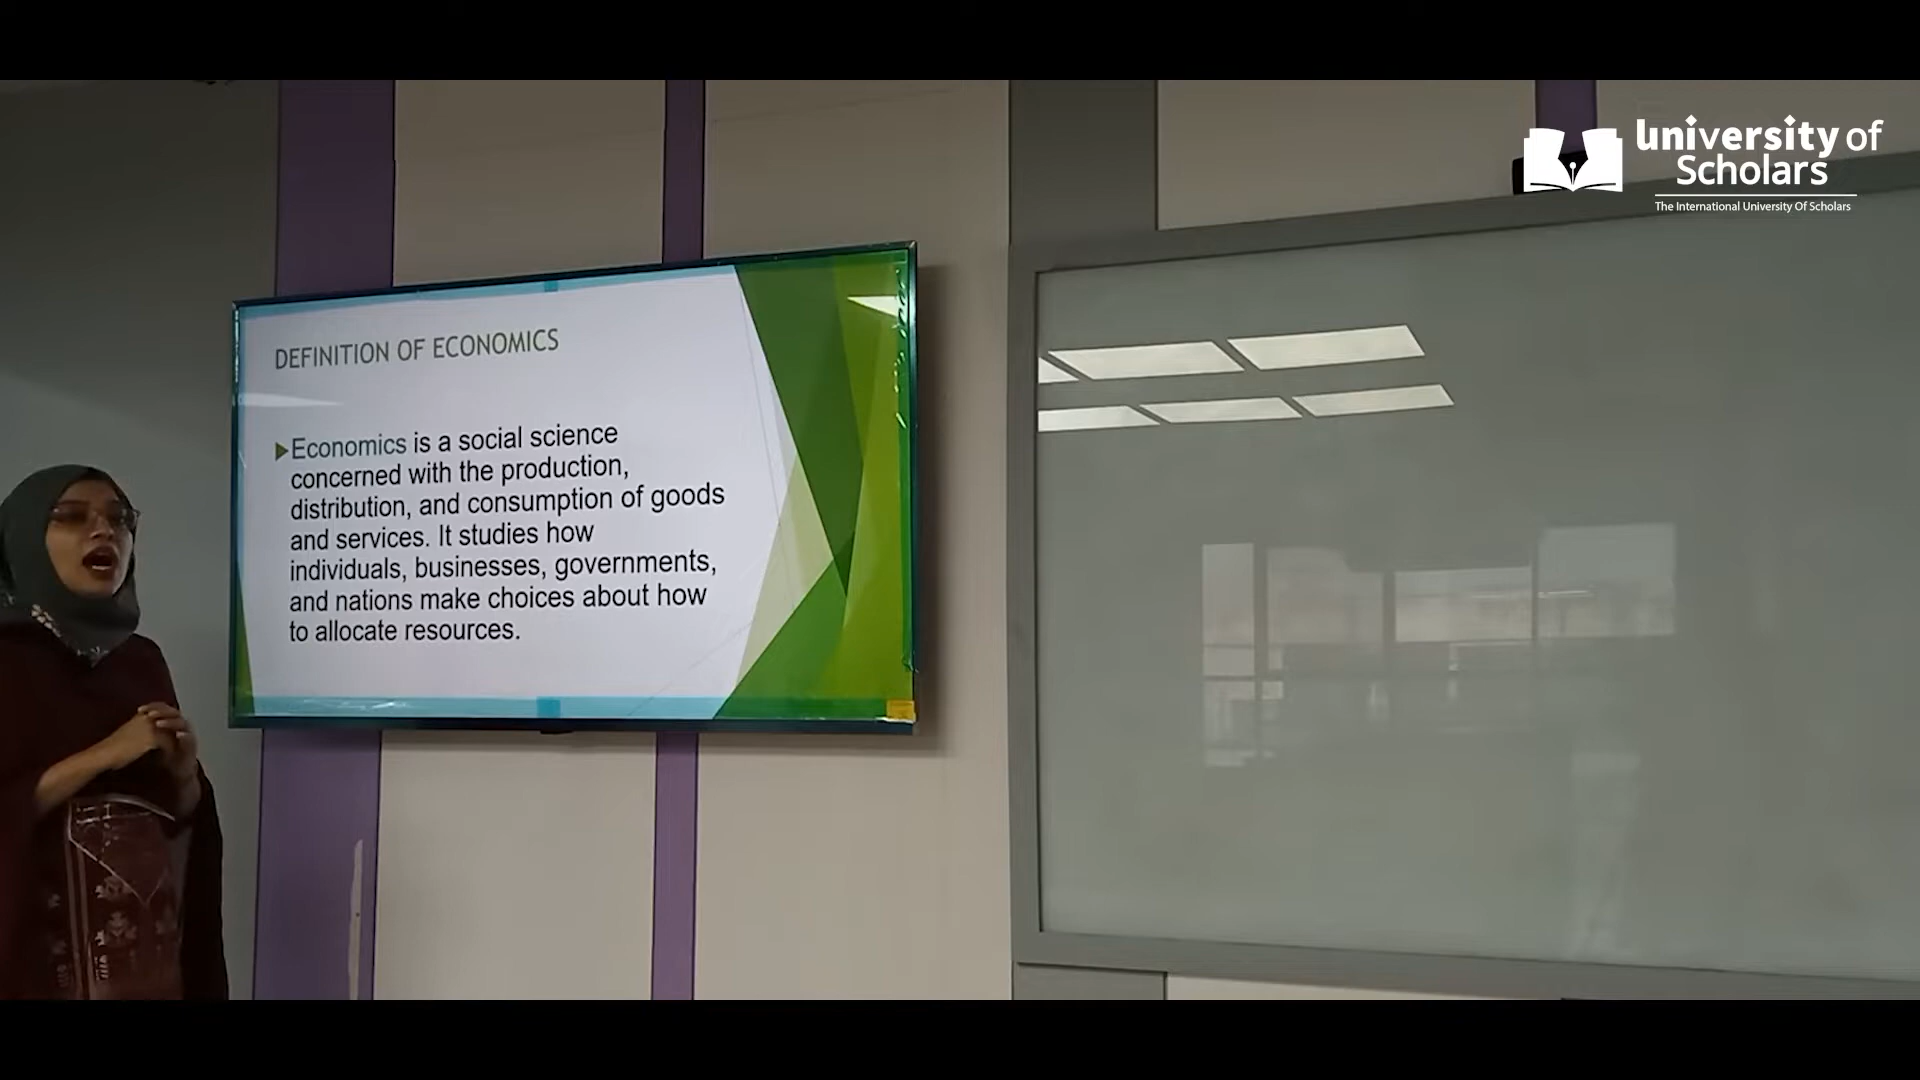 University of
Scholars
The International University Of Scholars
DEFINITION OF ECONOMICS
Economics is a social science
concerned with the production,
distribution, and consumption of goods
and services. It studies how
individuals, businesses, governments,
and nations make choices about how
to allocate resources.